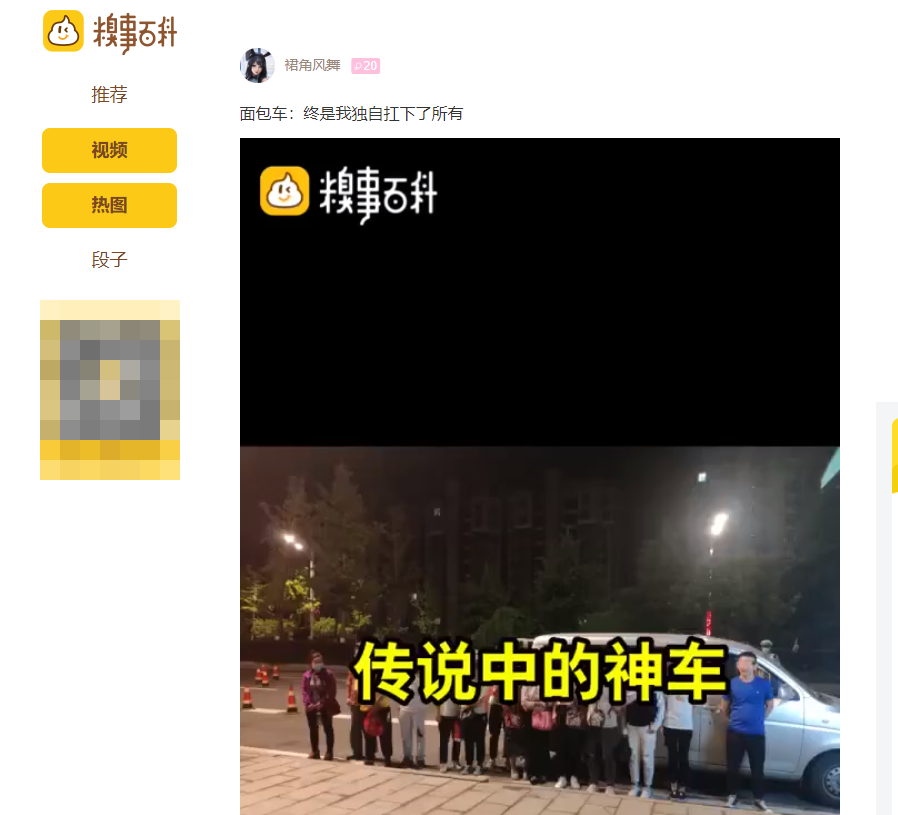 糗事百科
推荐
视频
热图
段子
裙角风舞
20
面包车：终是我独自扛下了所有
糗事百科
传说中的神车